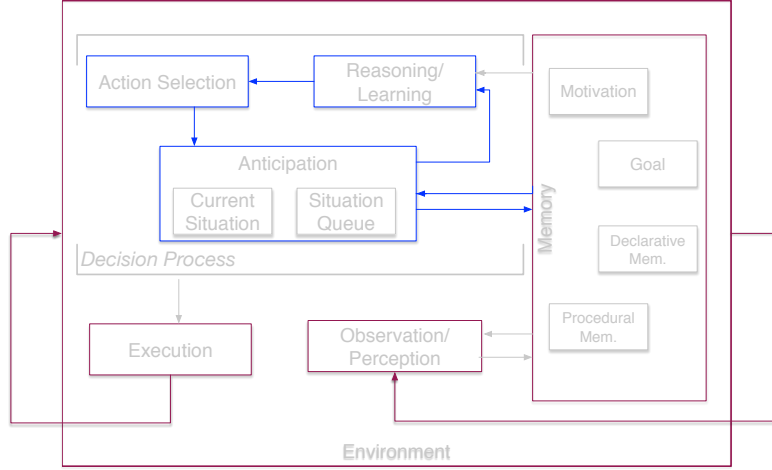 Action Selection
Reasoning/
Learning
Motivation
Anticipation
Goal
Current
Situation
Situation
Queue
Memory
Declarative
Mem.
Decision Process
Procedural
Mem.
Execution
Observation/
Perception
Environment